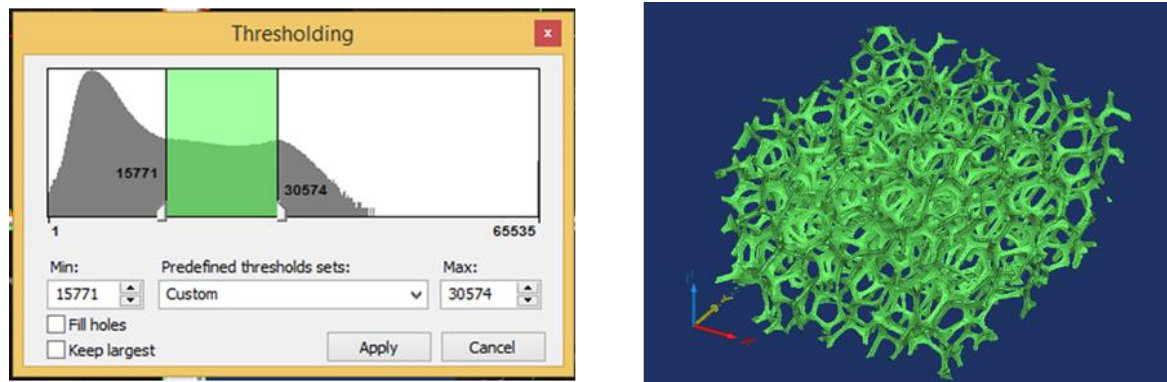 Thresholding
x
15771
30574
1
65535
Min:
Predefined thresholds sets:
Max:
15771
Custom
30574
Fill holes
Keep largest
Apply
Cancel